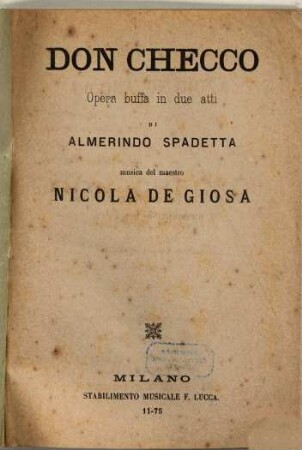 DON CHECCO
Opera buffa in due atti
DI
ALMERINDO SPADETTA
musica del maestro
NICOLA DE GIOSA
MILANO
STABILIMENTO MUSICALE F. LUCCA.
11-75